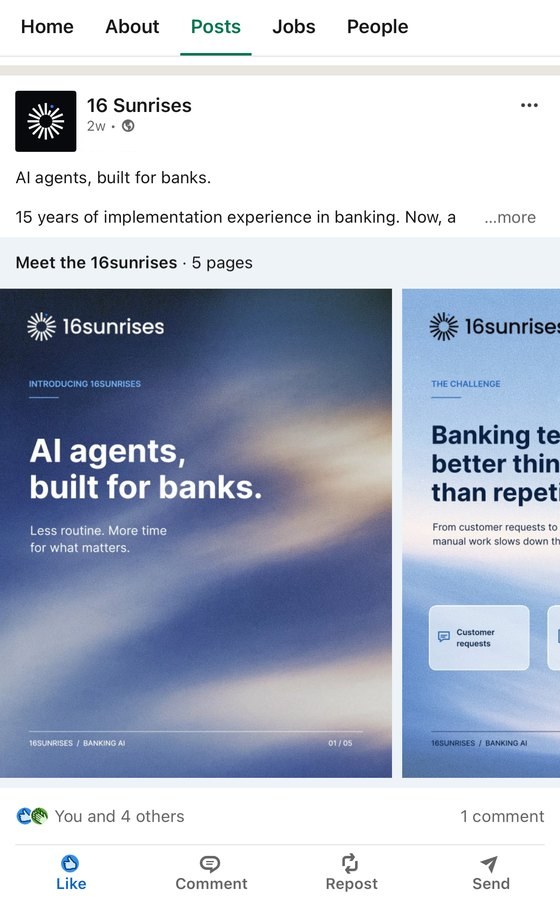 Home About Posts Jobs People
16 Sunrises
2w •
AI agents, built for banks.
15 years of implementation experience in banking. Now, a ...more
Meet the 16sunrises · 5 pages
16sunrises
INTRODUCING 16SUNRISES
AI agents,
built for banks.
Less routine. More time
for what matters.
16SUNRISES / BANKING AI 01 / 05
16sunrises
THE CHALLENGE
Banking te
better thin
than repeti
From customer requests to
manual work slows down th
Customer
requests
16SUNRISES / BANKING AI
You and 4 others 1 comment
Like Comment Repost Send